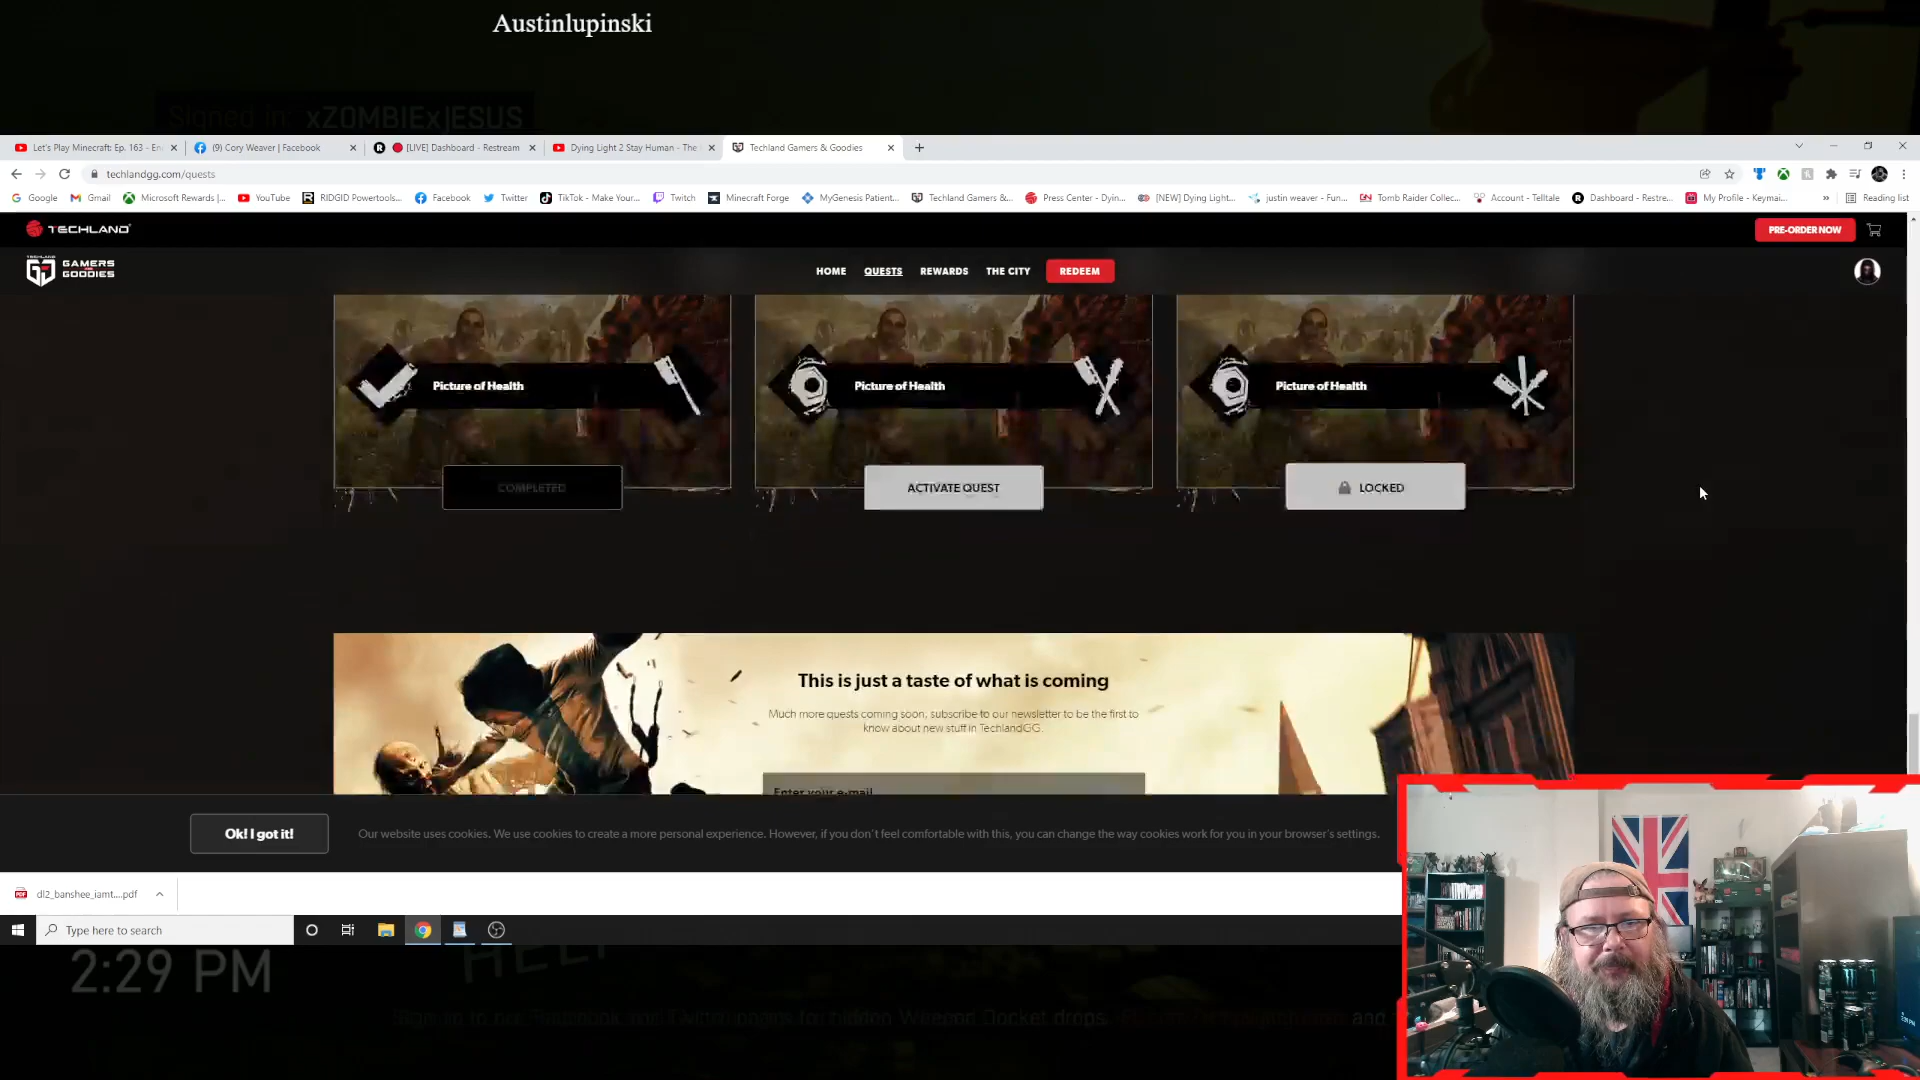 Austinlupinski
Signed in: xZOMBIExJESUS
Let's Play Minecraft: Ep. 163 - En
(9) Cory Weaver | Facebook
[LIVE] Dashboard - Restream
Dying Light 2 Stay Human - The
Techland Gamers & Goodies
techlandgg.com/quests
Google
Gmail
Microsoft Rewards |...
YouTube
RIDGID Powertools...
Facebook
Twitter
TikTok - Make Your...
Twitch
Minecraft Forge
MyGenesis Patient...
Techland Gamers &...
Press Center - Dyin...
[NEW] Dying Light...
justin weaver - Fun...
Tomb Raider Collec...
Account - Telltale
Dashboard - Restre...
My Profile - Keymai...
Reading list
TECHLAND
PRE-ORDER NOW
GAMERS
GOODIES
HOME
QUESTS
REWARDS
THE CITY
REDEEM
Picture of Health
Picture of Health
Picture of Health
COMPLETED
ACTIVATE QUEST
LOCKED
This is just a taste of what is coming
Much more quests coming soon, subscribe to our newsletter to be the first to
know about new stuff in TechlandGG.
Enter your e-mail
Ok! I got it!
Our website uses cookies. We use cookies to create a more personal experience. However, if you don't feel comfortable with this, you can change the way cookies work for you in your browser's settings.
dl2_banshee_iamt....pdf
Type here to search
2:29 PM
HELP